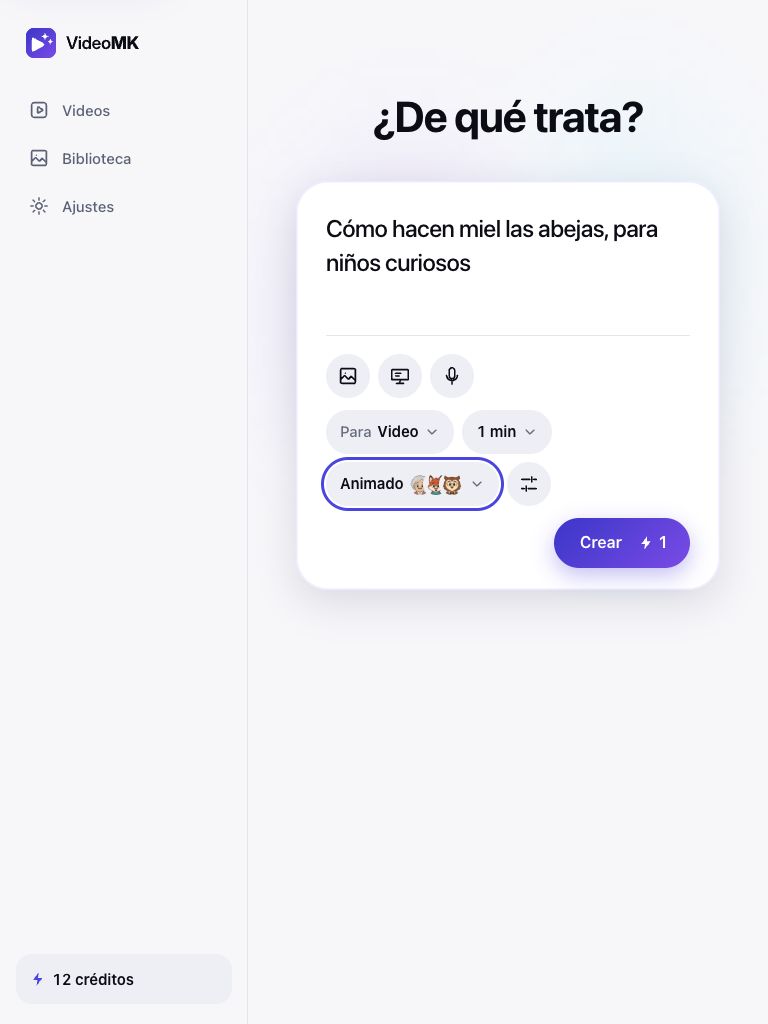 VideoMK
Videos
Biblioteca
Ajustes
12 créditos
¿De qué trata?
Cómo hacen miel las abejas, para
niños curiosos
Para Video
1 min
Animado
Crear 1